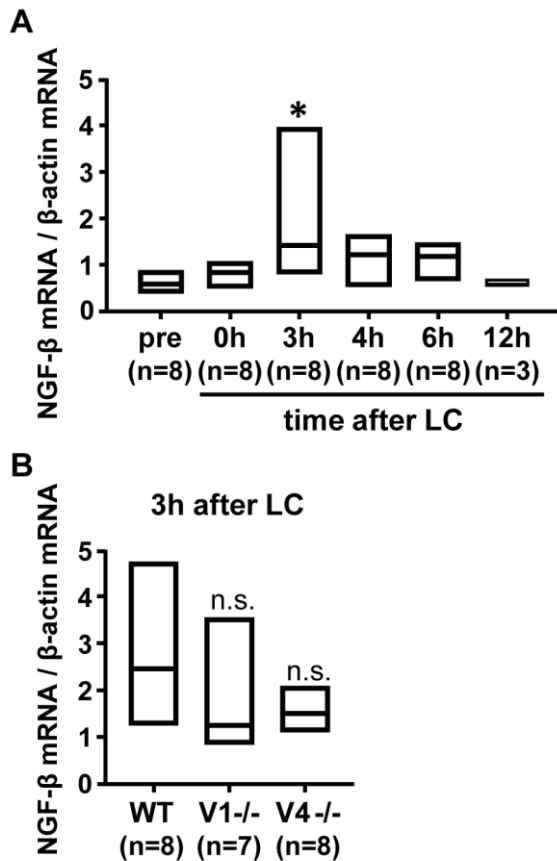 A
NGF-β mRNA / β-actin mRNA
5
4
3
2
1
0
*
pre 0h 3h 4h 6h 12h
(n=8) (n=8) (n=8) (n=8) (n=8) (n=3)
time after LC
B
3h after LC
NGF-β mRNA / β-actin mRNA
5
4
3
2
1
0
n.s.
n.s.
WT V1-/- V4-/-
(n=8) (n=7) (n=8)